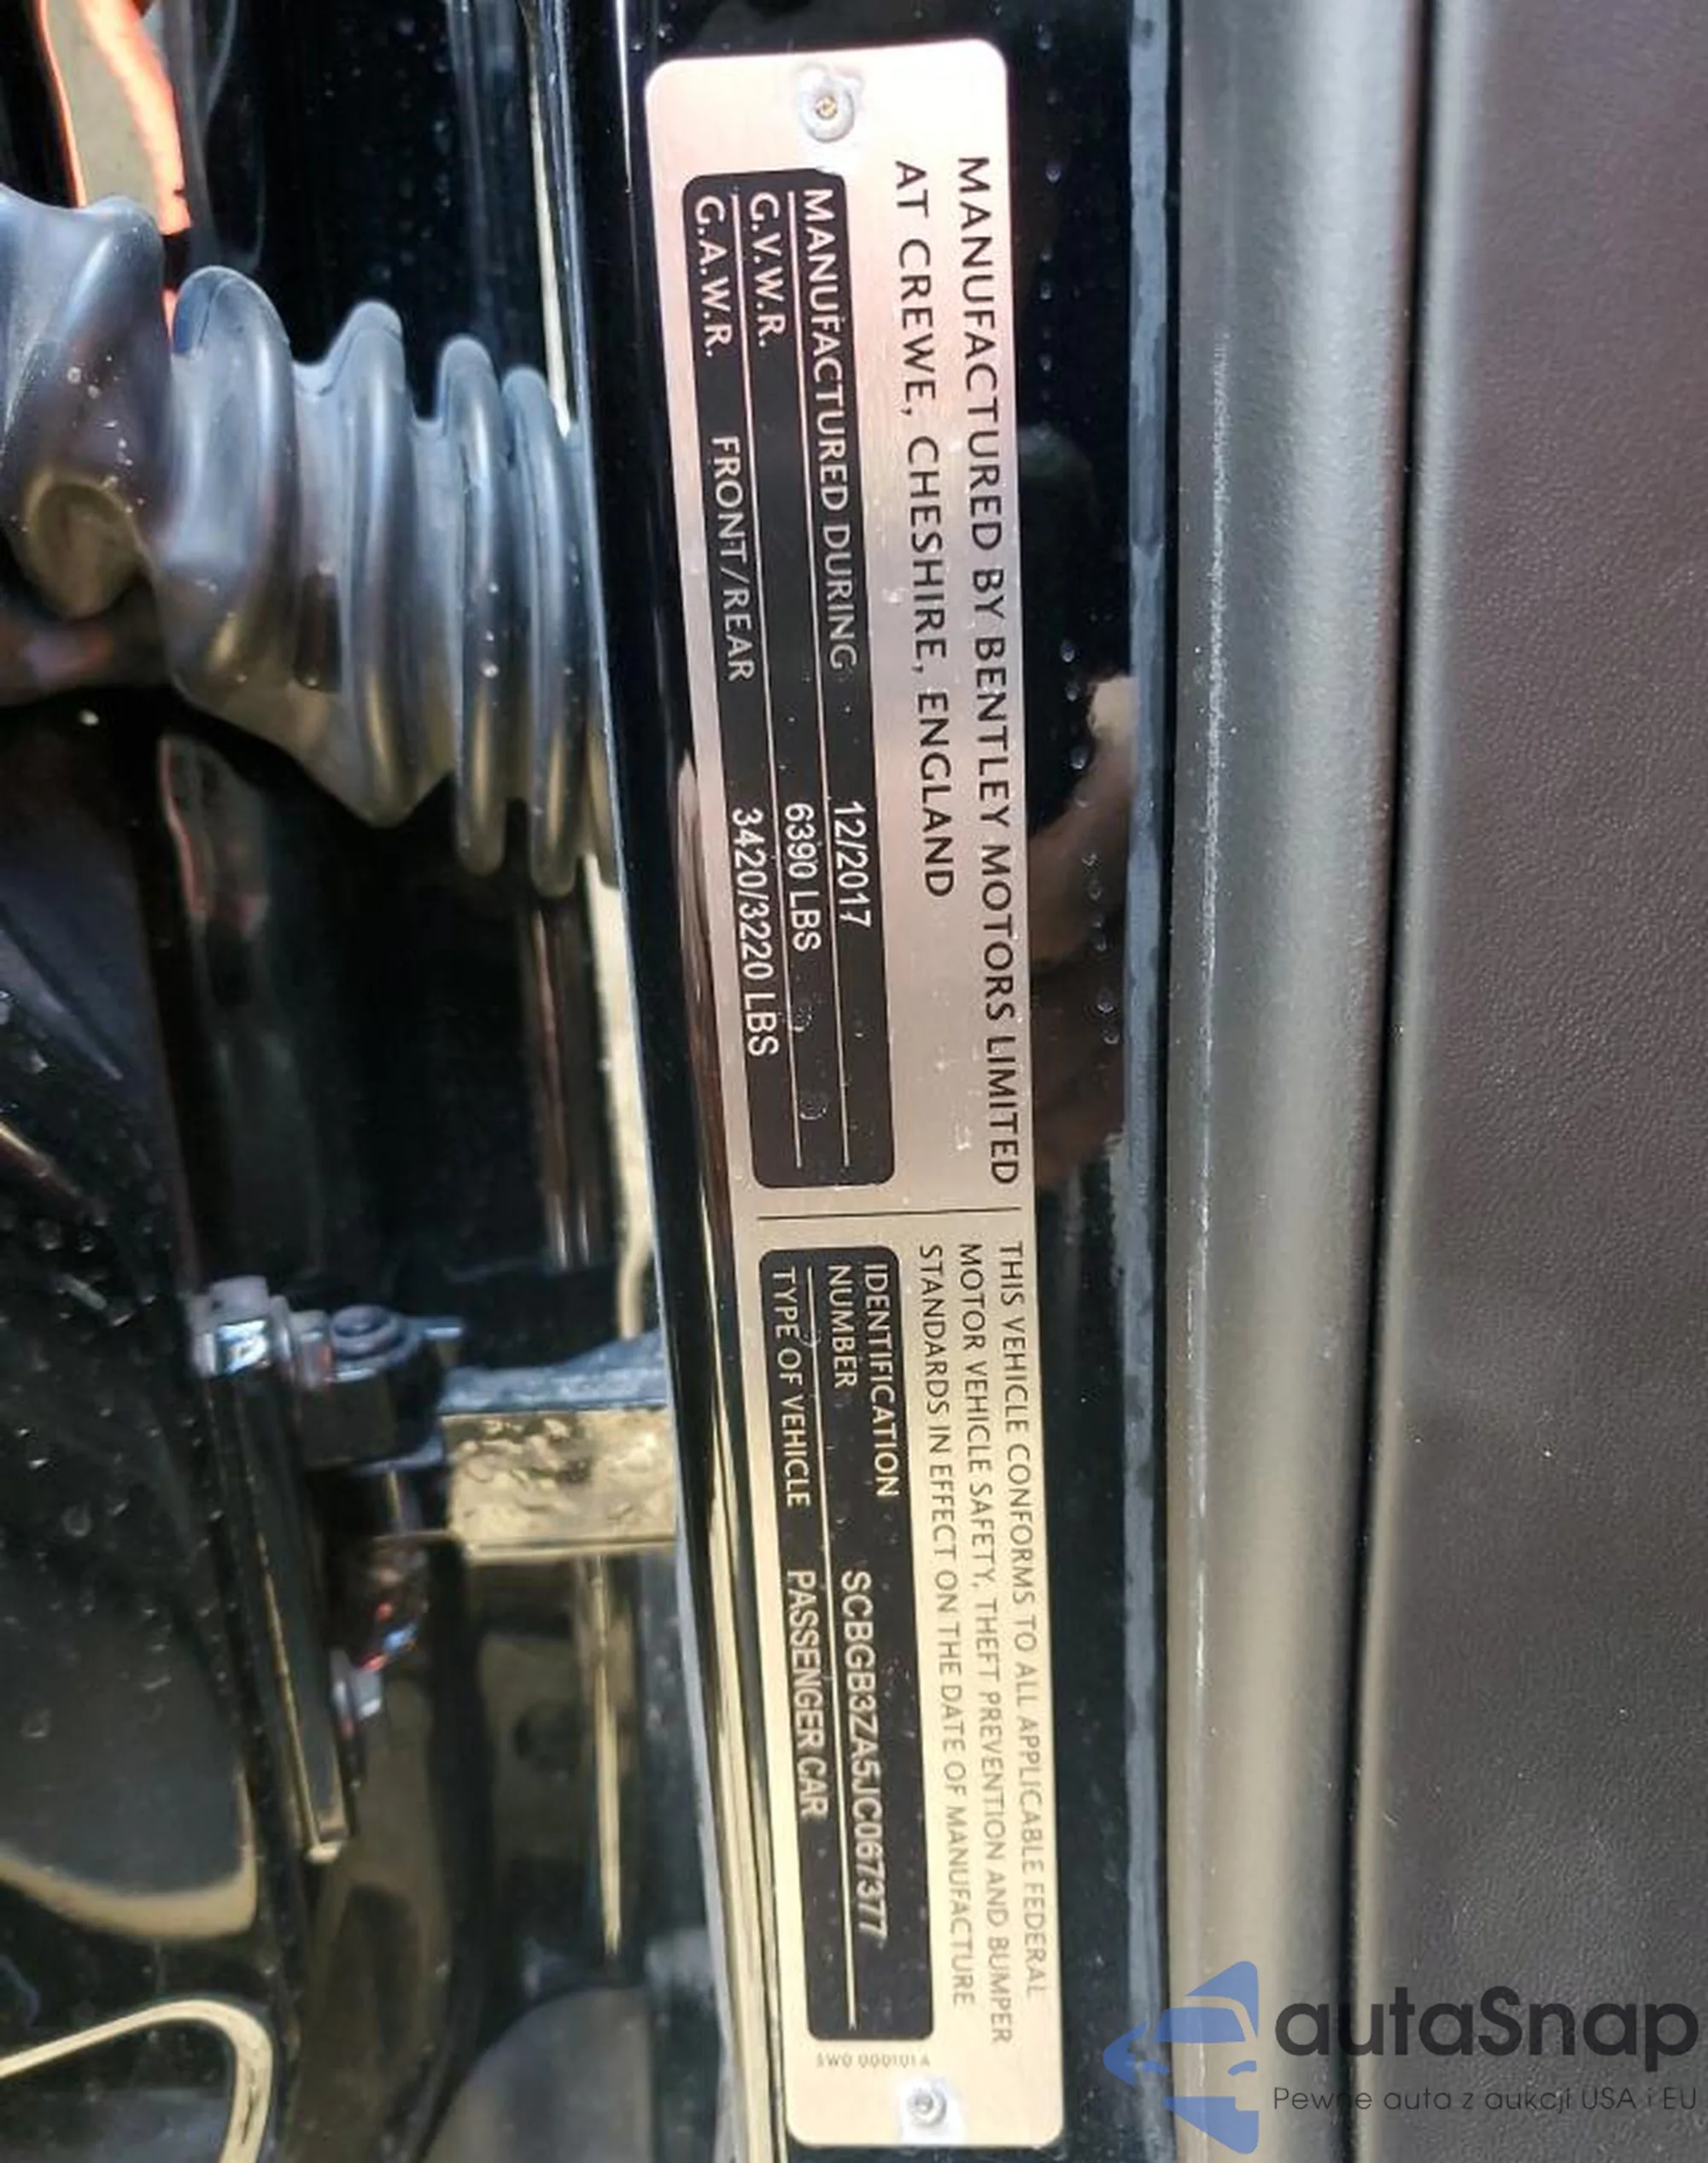 MANUFACTURED BY BENTLEY MOTORS LIMITED
AT CREWE, CHESHIRE, ENGLAND
MANUFACTURED DURING 12/2017
G.V.W.R. 6390 LBS
G.A.W.R. FRONT/REAR 3420/3220 LBS
THIS VEHICLE CONFORMS TO ALL APPLICABLE FEDERAL
MOTOR VEHICLE SAFETY, THEFT PREVENTION AND BUMPER
STANDARDS IN EFFECT ON THE DATE OF MANUFACTURE
IDENTIFICATION
NUMBER SCBGB3ZA5JC067377
TYPE OF VEHICLE PASSENGER CAR
autaSnap
Pewne auta z aukcji USA i EU